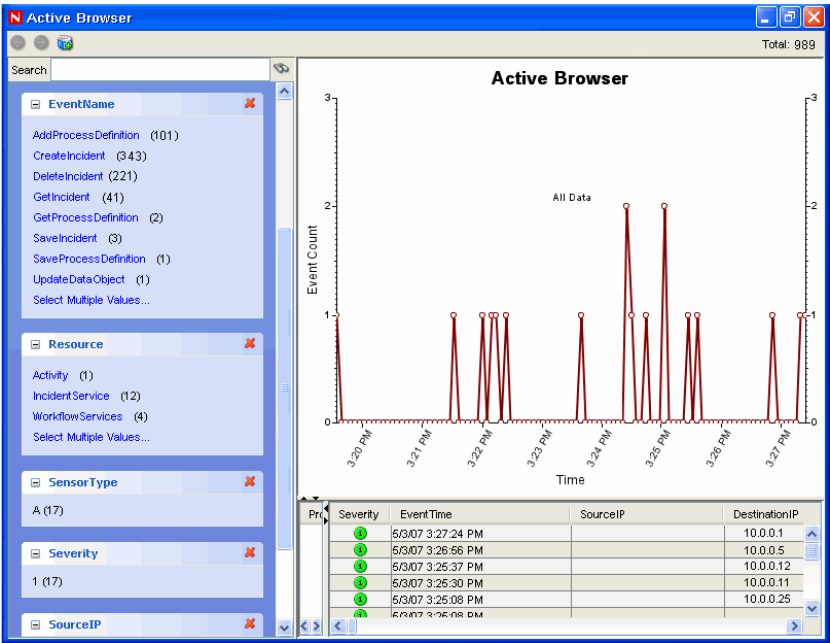 N Active Browser
Total: 989
Search
EventName
AddProcessDefinition (101)
CreateIncident (343)
DeleteIncident (221)
GetIncident (41)
GetProcessDefinition (2)
SaveIncident (3)
SaveProcessDefinition (1)
UpdateDataObject (1)
Select Multiple Values...
Resource
Activity (1)
IncidentService (12)
WorkflowServices (4)
Select Multiple Values...
SensorType
A (17)
Severity
1 (17)
SourceIP
Active Browser
All Data
Event Count
3
2
1
0
3
2
1
0
3:20 PM
3:21 PM
3:22 PM
3:23 PM
3:24 PM
3:25 PM
3:26 PM
3:27 PM
Time
Severity EventTime SourceIP DestinationIP
5/3/07 3:27:24 PM 10.0.0.1
5/3/07 3:26:56 PM 10.0.0.5
5/3/07 3:25:37 PM 10.0.0.12
5/3/07 3:25:30 PM 10.0.0.11
5/3/07 3:25:08 PM 10.0.0.25
5/3/07 3:25:08 PM